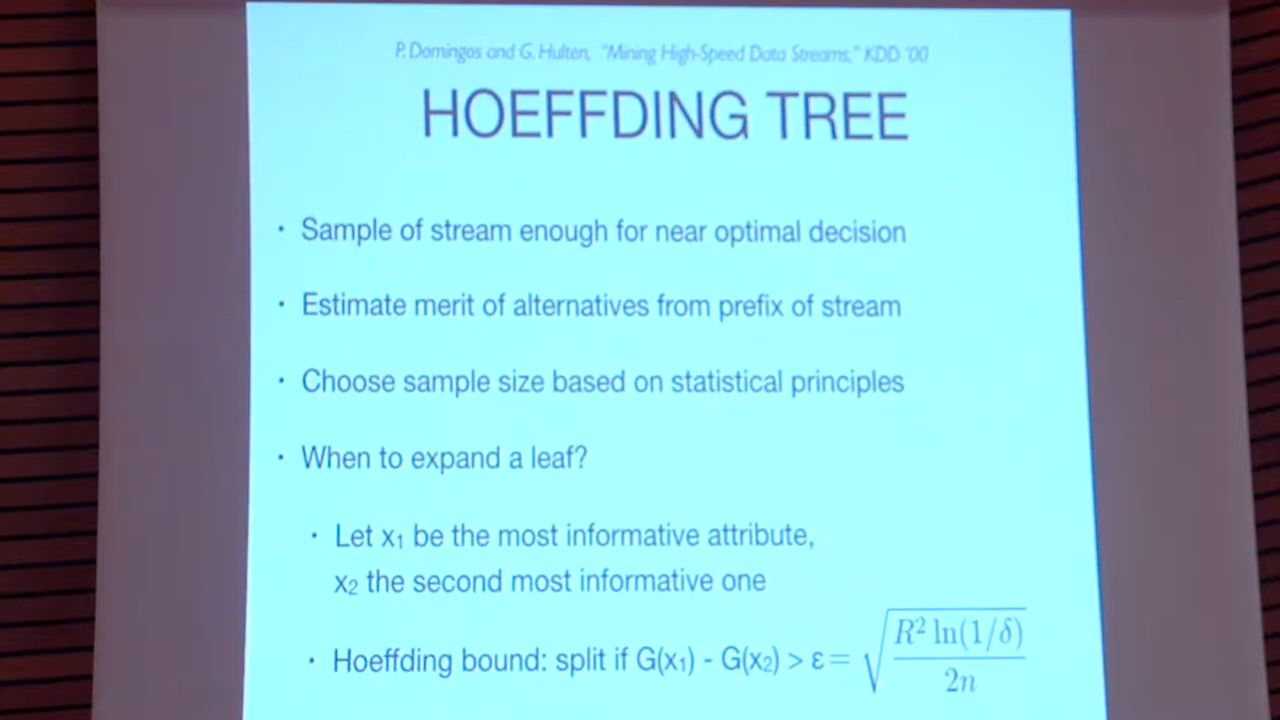 P. Domingos and G. Hulten, "Mining High-Speed Data Streams," KDD '00
HOEFFDING TREE
· Sample of stream enough for near optimal decision
· Estimate merit of alternatives from prefix of stream
· Choose sample size based on statistical principles
· When to expand a leaf?
· Let x₁ be the most informative attribute,
x₂ the second most informative one
· Hoeffding bound: split if G(x₁) - G(x₂) > ε = √(R² ln(1/δ) / 2n)